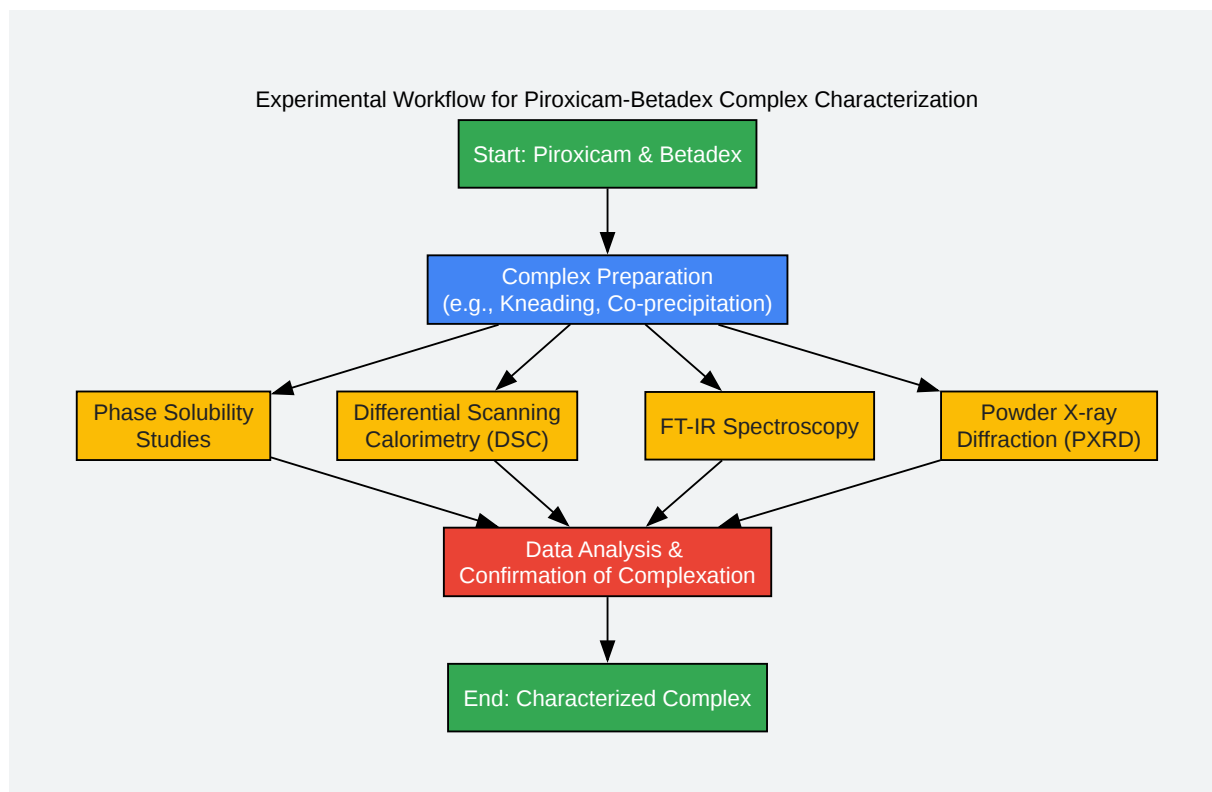 Experimental Workflow for Piroxicam-Betadex Complex Characterization
Start: Piroxicam & Betadex
Complex Preparation
(e.g., Kneading, Co-precipitation)
Phase Solubility
Studies
Differential Scanning
Calorimetry (DSC)
FT-IR Spectroscopy
Powder X-ray
Diffraction (PXRD)
Data Analysis &
Confirmation of Complexation
End: Characterized Complex